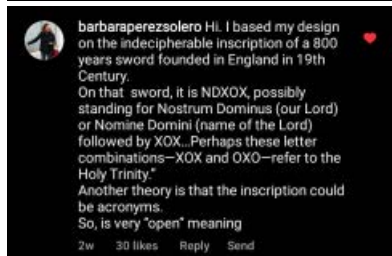 barbaraperezsolero Hi. I based my design
on the indecipherable inscription of a 800
years sword founded in England in 19th
Century.
On that sword, it is NDXOX, possibly
standing for Nostrum Dominus (our Lord)
or Nomine Domini (name of the Lord)
followed by XOX...Perhaps these letter
combinations—XOX and OXO—refer to the
Holy Trinity."
Another theory is that the inscription could
be acronyms.
So, is very "open" meaning
2w 30 likes Reply Send